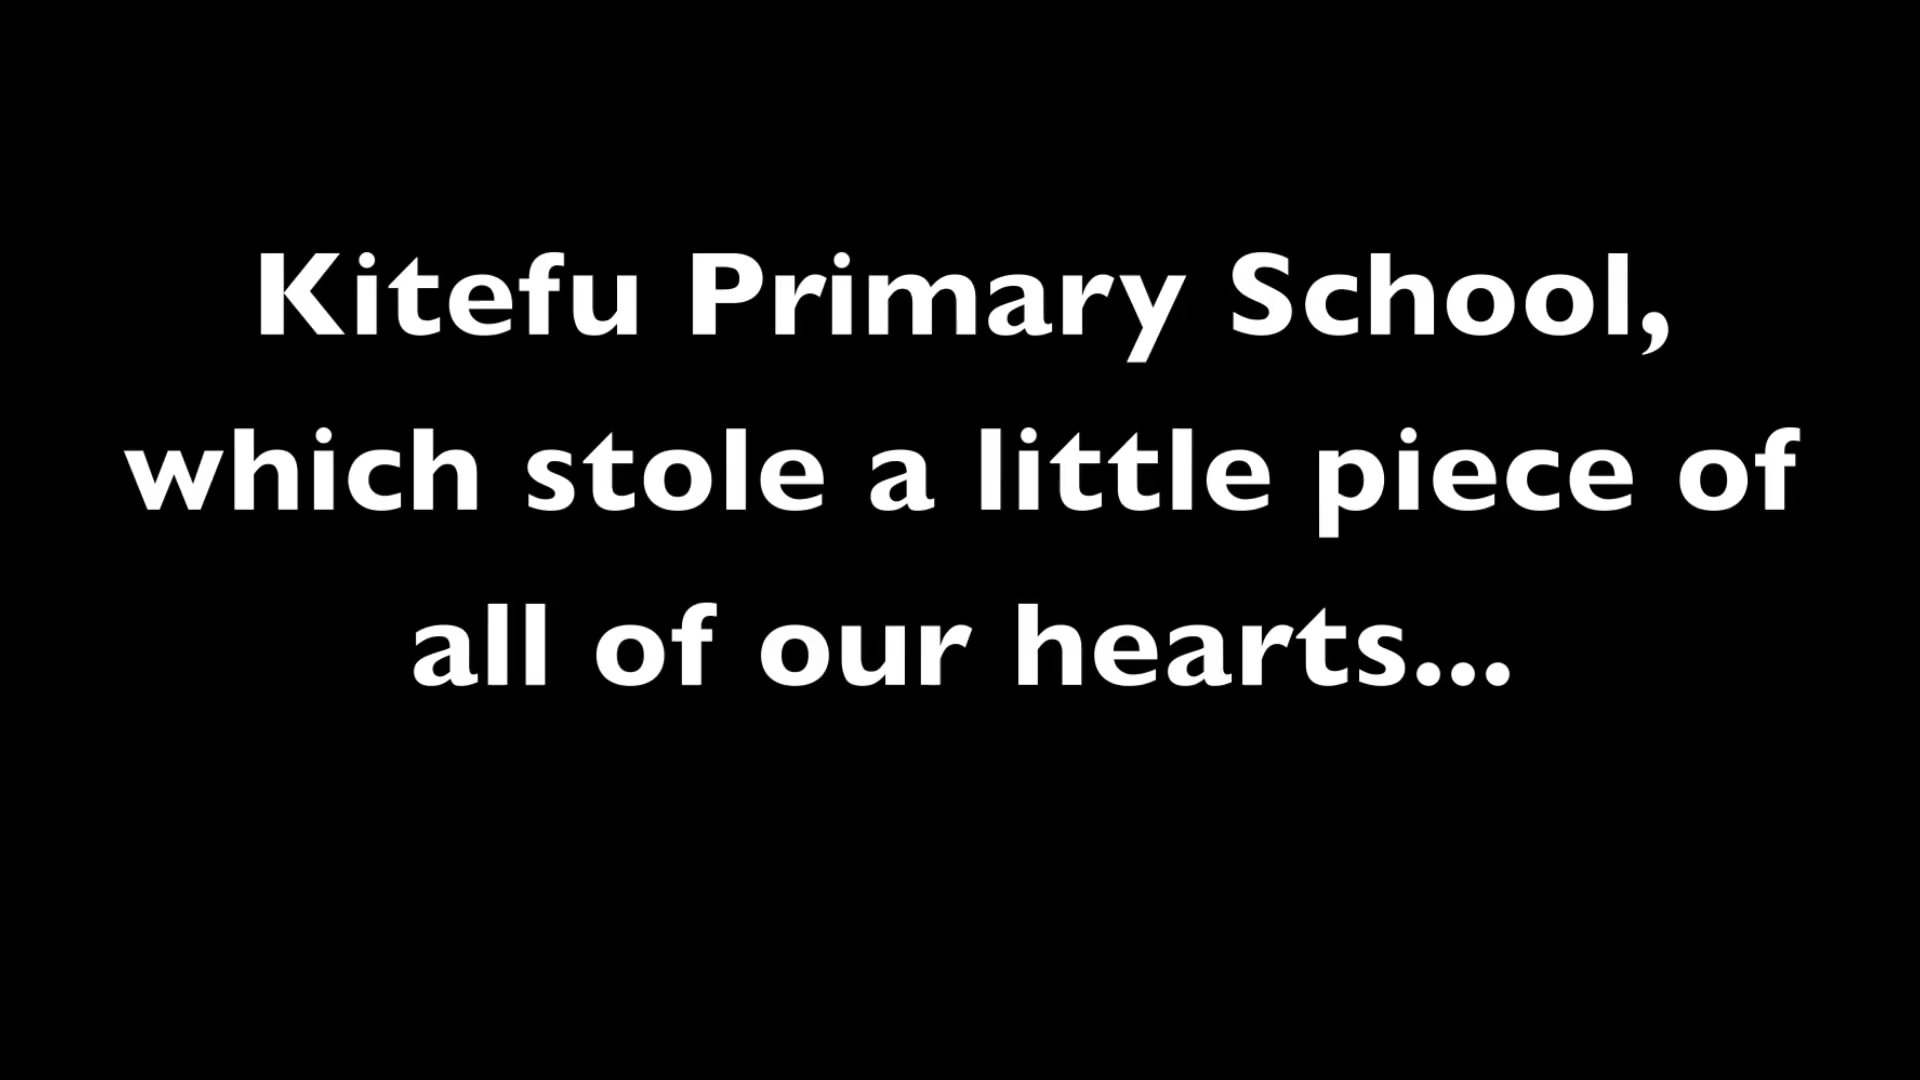 Kitefu Primary School,
which stole a little piece of
all of our hearts...